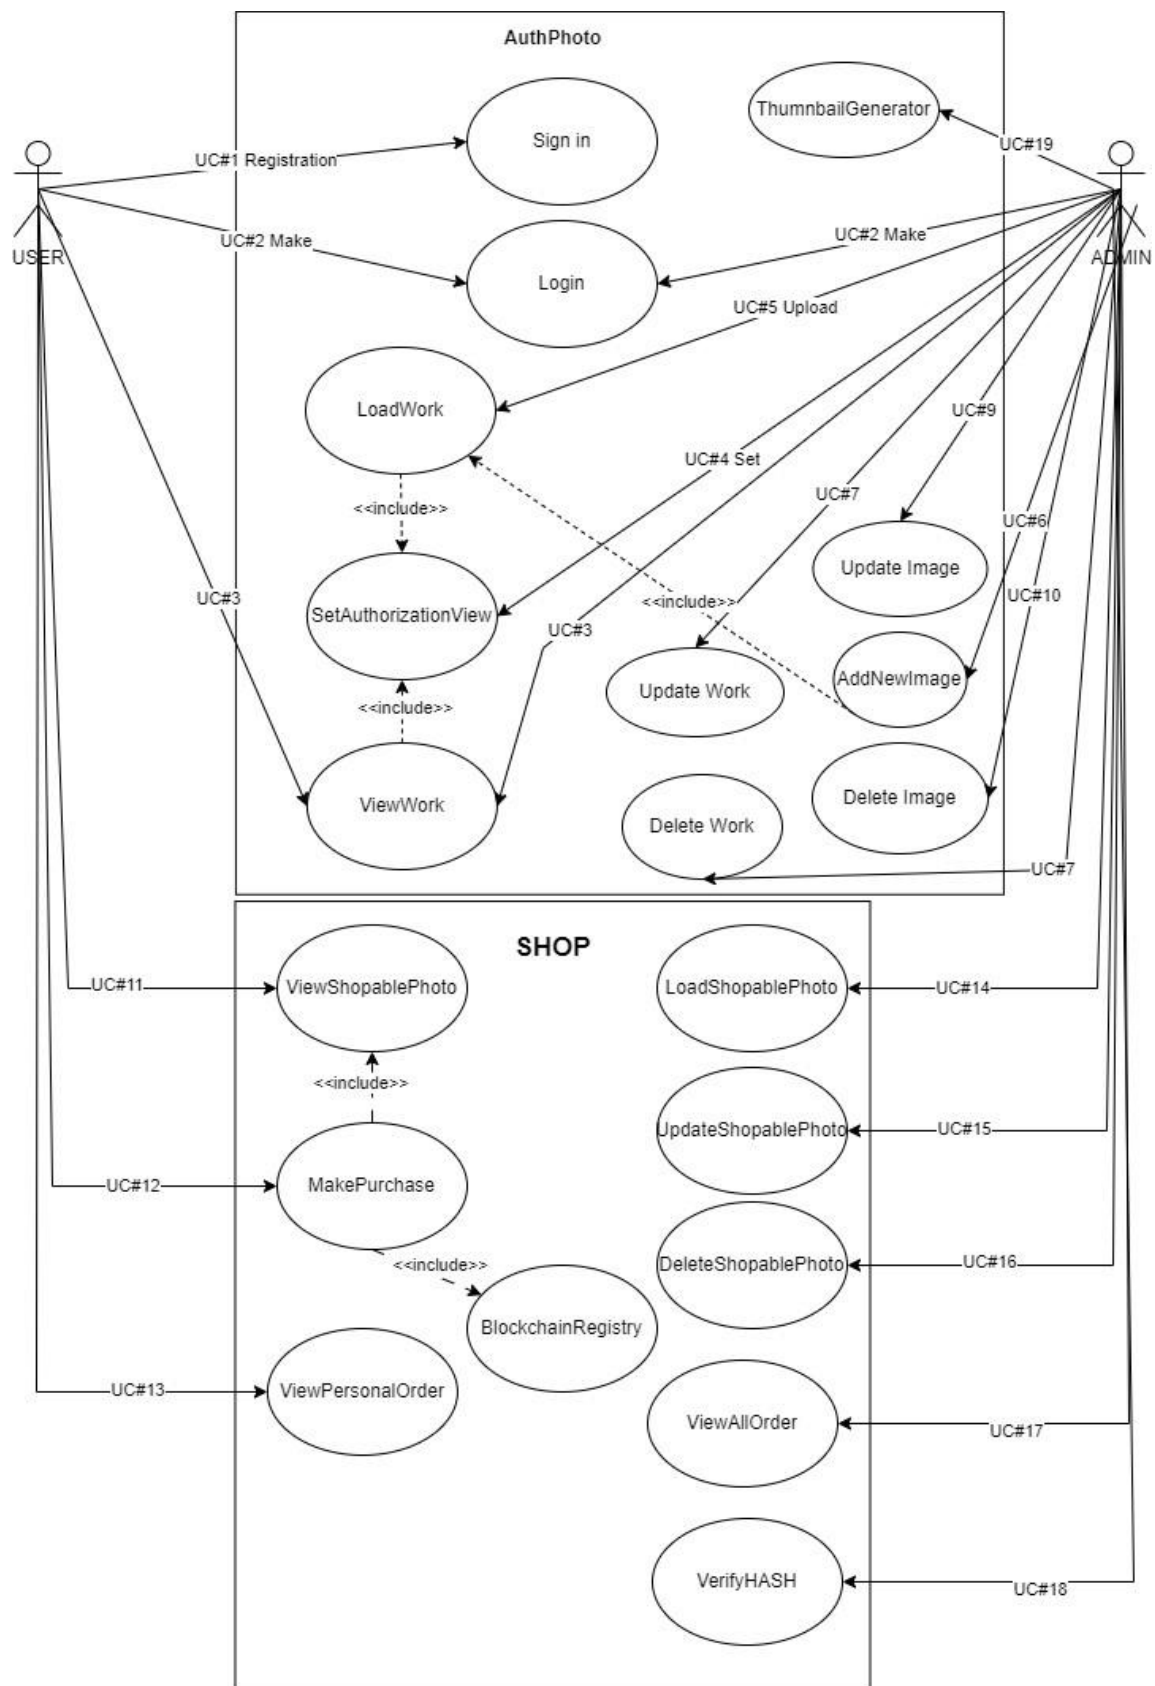 AuthPhoto
ThumnbailGenerator
Sign in
UC#19
UC#1 Registration
UC#2 Make
UC#2 Make
USER
ADMIN
Login
UC#5 Upload
LoadWork
UC#9
UC#4 Set
UC#7
<<include>>
UC#6
Update Image
UC#3
UC#10
<<include>>
SetAuthorizationView
UC#3
AddNewImage
Update Work
<<include>>
ViewWork
Delete Image
Delete Work
UC#7
SHOP
UC#11
ViewShopablePhoto
LoadShopablePhoto
UC#14
<<include>>
UpdateShopablePhoto
UC#15
UC#12
MakePurchase
<<include>>
DeleteShopablePhoto
UC#16
BlockchainRegistry
UC#13
ViewPersonalOrder
ViewAllOrder
UC#17
VerifyHASH
UC#18